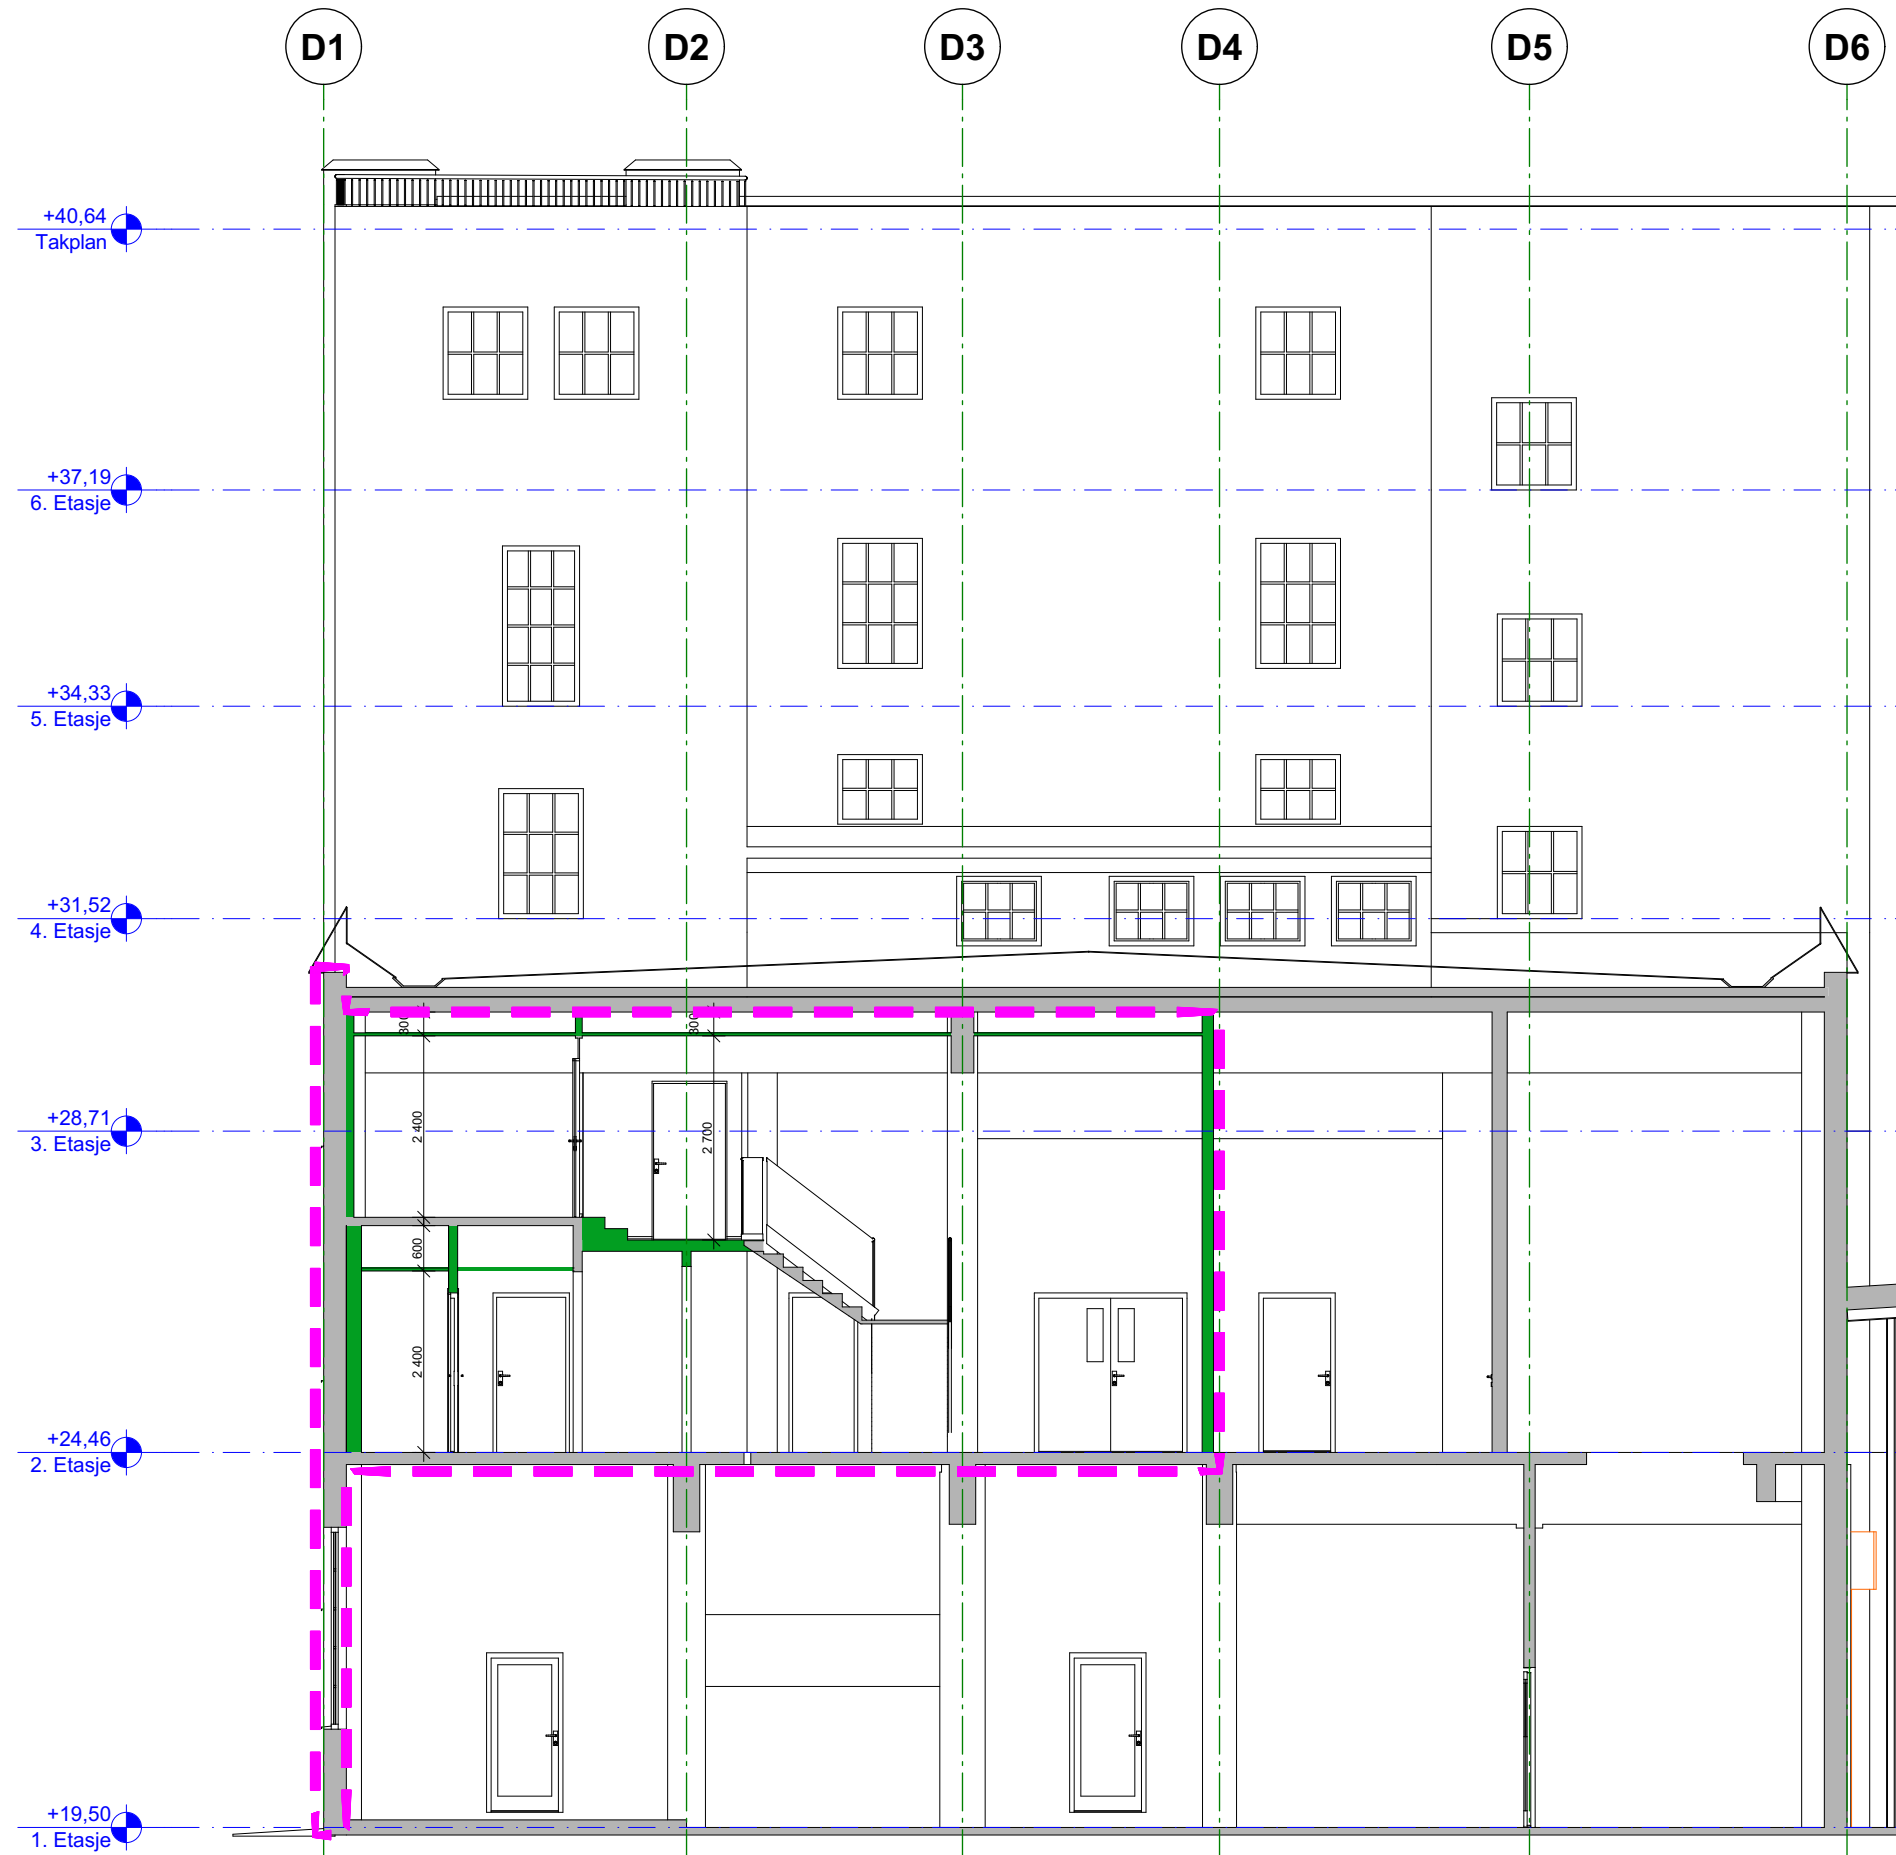 D1 D2 D3 D4 D5 D6
+40,64
Takplan
+37,19
6. Etasje
+34,33
5. Etasje
+31,52
4. Etasje
300 300
+28,71
3. Etasje
2 400 2 700
600
2 400
+24,46
2. Etasje
+19,50
1. Etasje